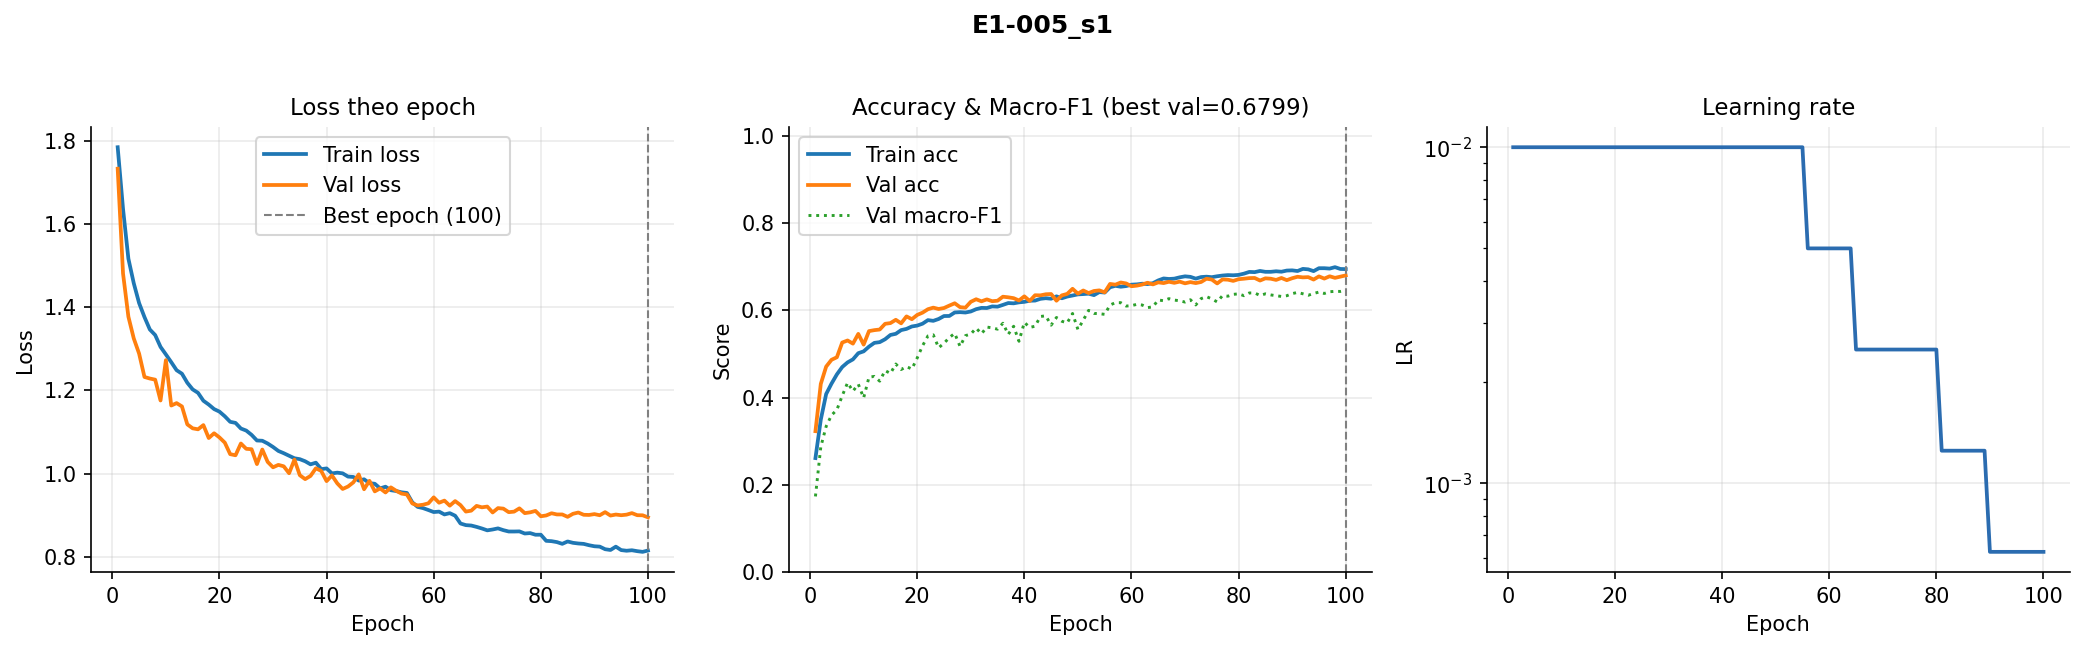 E1-005_s1
Loss theo epoch
Train loss
Val loss
Best epoch (100)
1.8
1.6
1.4
1.2
1.0
0.8
Loss
0 20 40 60 80 100
Epoch
Accuracy & Macro-F1 (best val=0.6799)
Train acc
Val acc
Val macro-F1
1.0
0.8
0.6
0.4
0.2
0.0
Score
0 20 40 60 80 100
Epoch
Learning rate
10⁻²
10⁻³
LR
0 20 40 60 80 100
Epoch